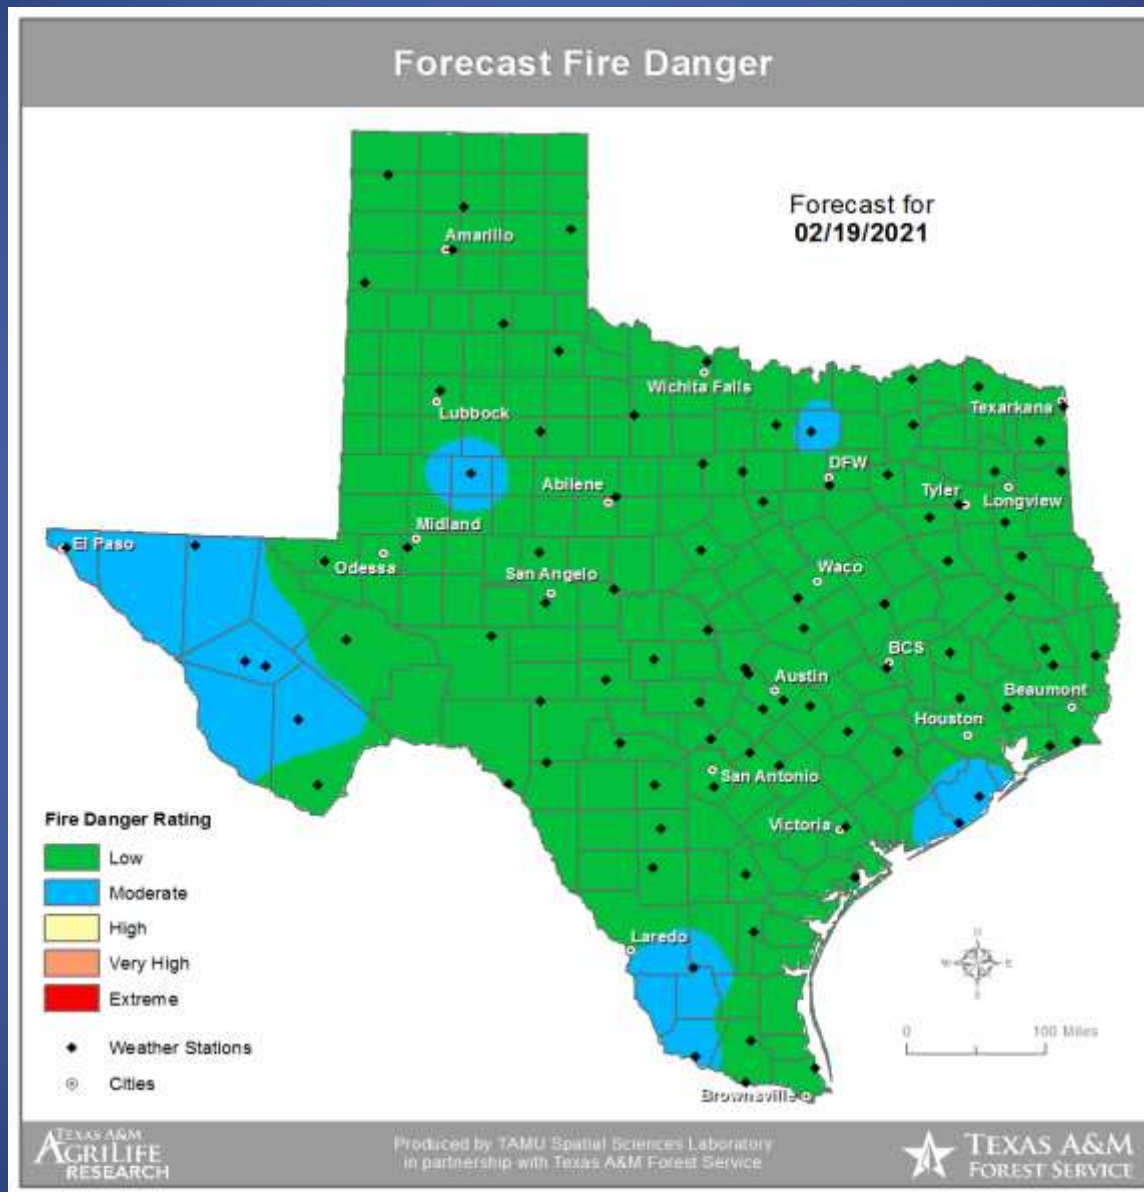 Forecast Fire Danger
Forecast for
02/19/2021
Amarillo
Wichita Falls
Lubbock
Texarkana
DFW
Abilene
Tyler
Longview
Midland
El Paso
Odessa
San Angelo
Waco
BCS
Austin
Beaumont
Houston
San Antonio
Victoria
Laredo
Brownsville
Fire Danger Rating
Low
Moderate
High
Very High
Extreme
Weather Stations
Cities
N
W E
S
0 100 Miles
TEXAS A&M
AGRILIFE
RESEARCH
Produced by TAMU Spatial Sciences Laboratory
in partnership with Texas A&M Forest Service
TEXAS A&M
FOREST SERVICE